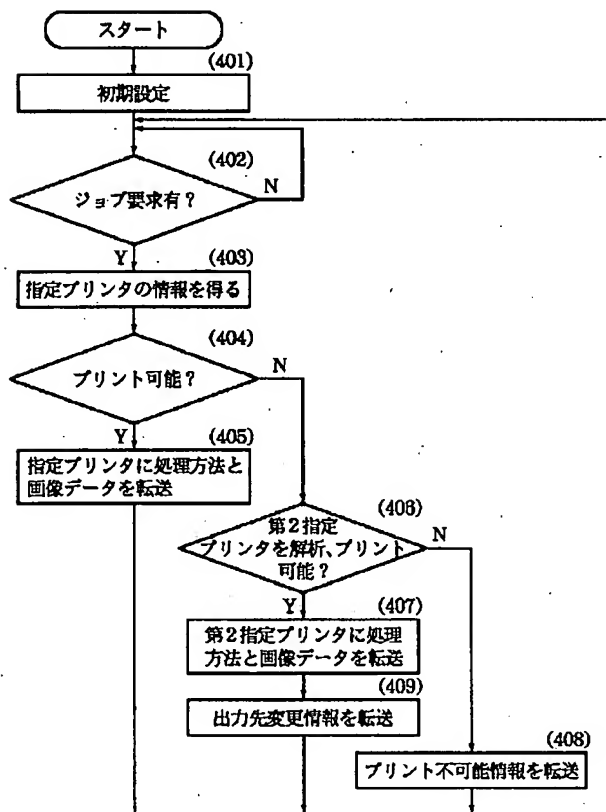 スタート
(401)
初期設定
(402)
ジョブ要求有?
N
Y
(403)
指定プリンタの情報を得る
(404)
プリント可能?
N
Y
(405)
指定プリンタに処理方法と
画像データを転送
(406)
第2指定
プリンタを解析、プリント
可能?
N
Y
(407)
第2指定プリンタに処理
方法と画像データを転送
(409)
出力先変更情報を転送
(408)
プリント不可能情報を転送